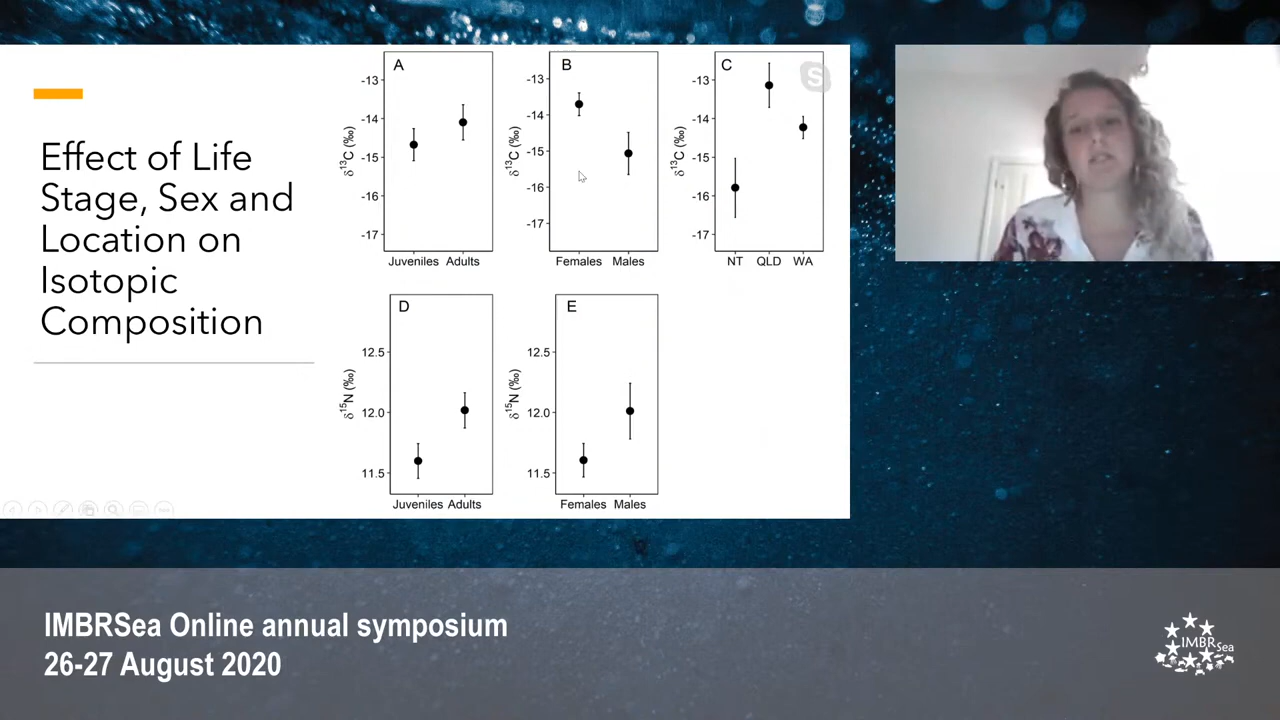 Effect of Life
Stage, Sex and
Location on
Isotopic
Composition
A
-13
-14
-15
-16
-17
δ13C (‰)
Juveniles Adults
B
-13
-14
-15
-16
-17
δ13C (‰)
Females Males
C
S
-13
-14
-15
-16
-17
δ13C (‰)
NT QLD WA
D
12.5
12.0
11.5
δ15N (‰)
Juveniles Adults
E
12.5
12.0
11.5
δ15N (‰)
Females Males
IMBRSea Online annual symposium
26-27 August 2020
IMBRSea